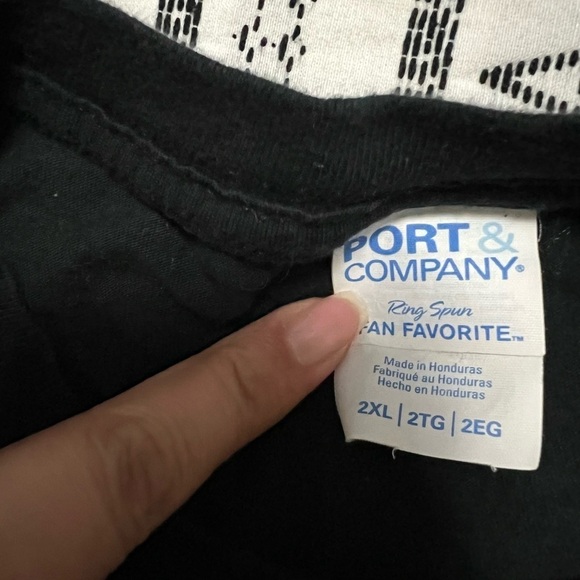 PORT &
COMPANY®
Ring Spun
FAN FAVORITE™
Made in Honduras
Fabriqué au Honduras
Hecho en Honduras
2XL | 2TG | 2EG